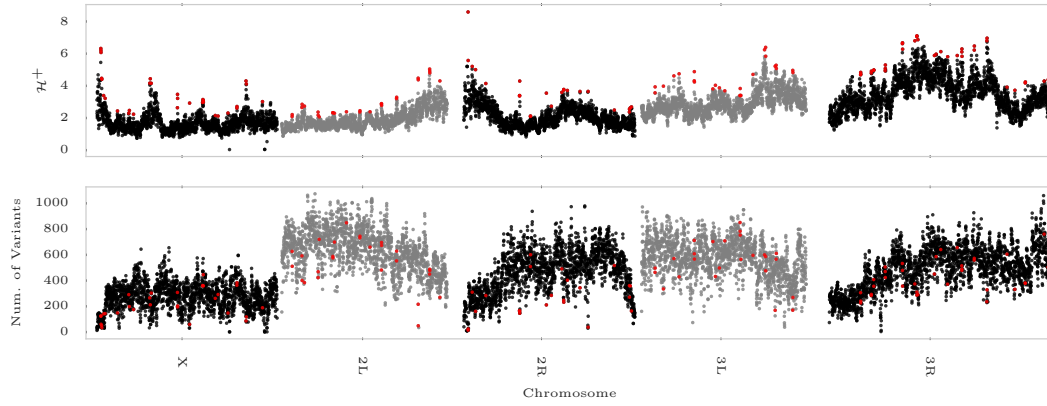 8
6
4
2
0
ℋ⁺
1000
800
600
400
200
0
Num. of Variants
X
2L
2R
3L
3R
Chromosome